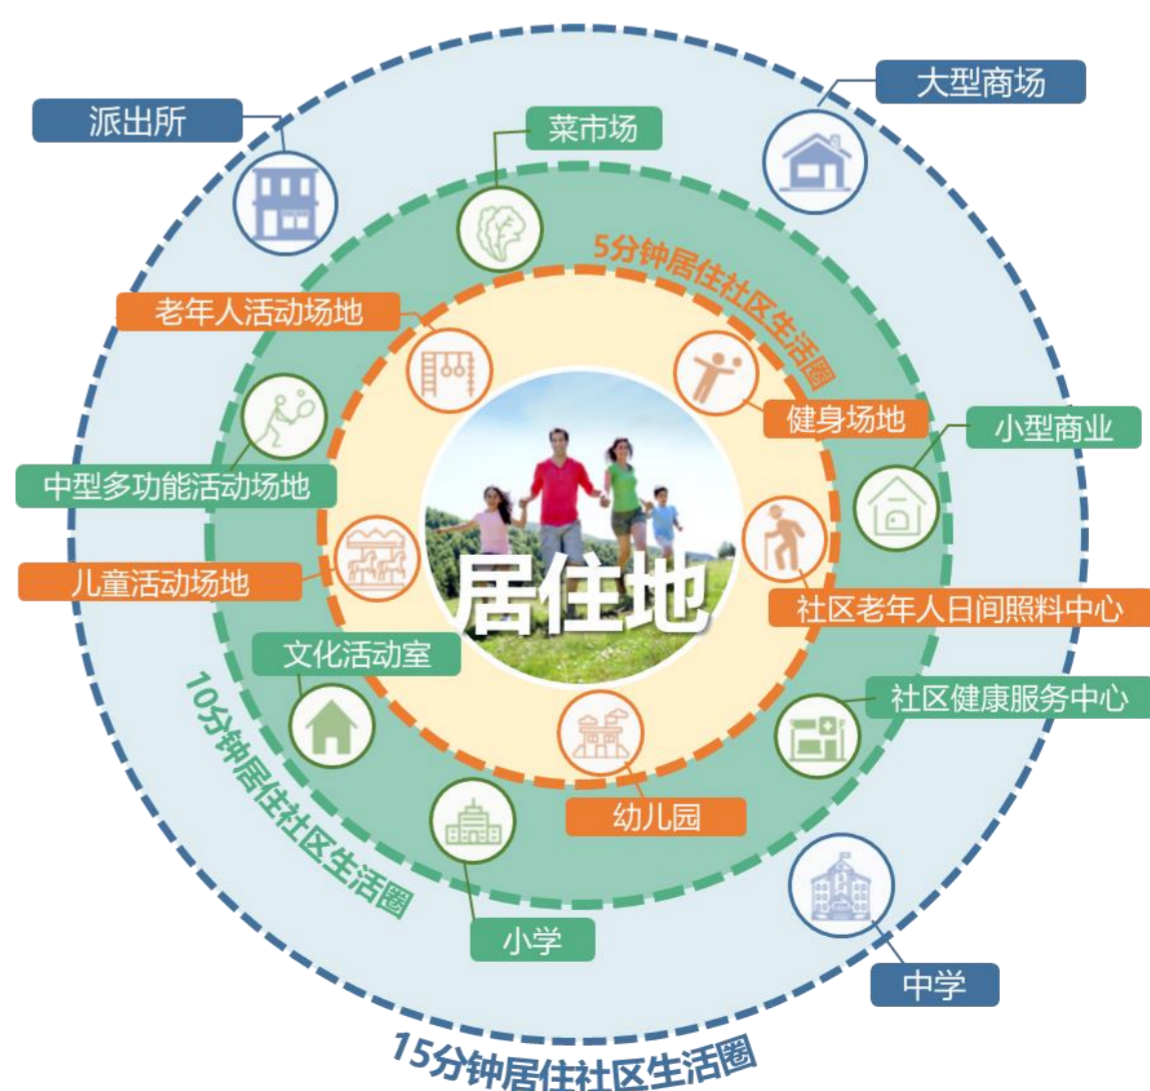 大型商场
派出所
菜市场
5分钟居住社区生活圈
老年人活动场地
健身场地
小型商业
中型多功能活动场地
儿童活动场地
居住地
社区老年人日间照料中心
文化活动室
社区健康服务中心
10分钟居住社区生活圈
幼儿园
小学
中学
15分钟居住社区生活圈